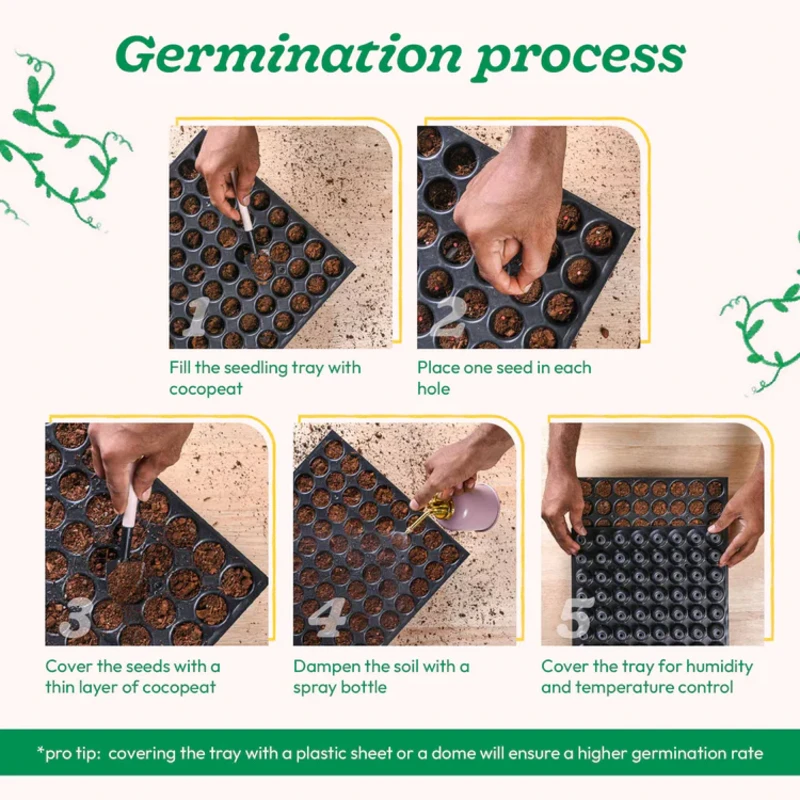 Germination process
1
2
Fill the seedling tray with
cocopeat
Place one seed in each
hole
3
4
5
Cover the seeds with a
thin layer of cocopeat
Dampen the soil with a
spray bottle
Cover the tray for humidity
and temperature control
*pro tip: covering the tray with a plastic sheet or a dome will ensure a higher germination rate